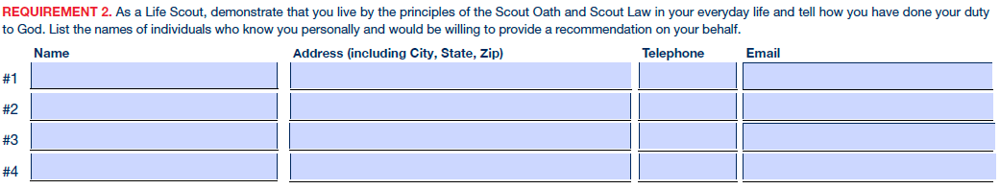 REQUIREMENT 2. As a Life Scout, demonstrate that you live by the principles of the Scout Oath and Scout Law in your everyday life and tell how you have done your duty
to God. List the names of individuals who know you personally and would be willing to provide a recommendation on your behalf.
Name Address (including City, State, Zip) Telephone Email
#1
#2
#3
#4